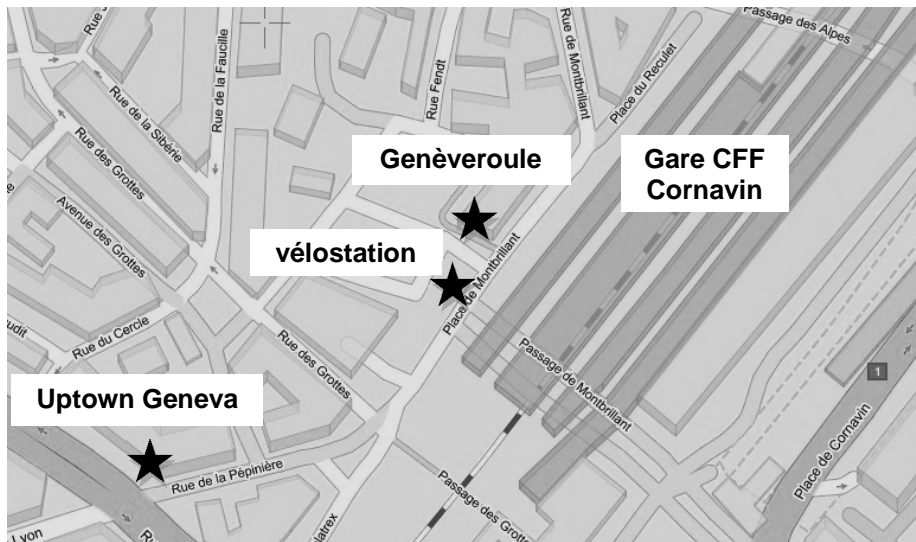 Passage des Alpes
Rue de la Faucille
Rue Fendt
Rue de Montbrillant
Place du Reculet
Rue de la Sibérie
Rue des Grottes
Genèveroule
Gare CFF
Cornavin
Avenue des Grottes
vélostation
Place de Montbrillant
Rue du Cercle
Rue des Grottes
Passage de Montbrillant
1
Uptown Geneva
Place de Cornavin
Rue de la Pépinière
Passage des Grottes
Lyon